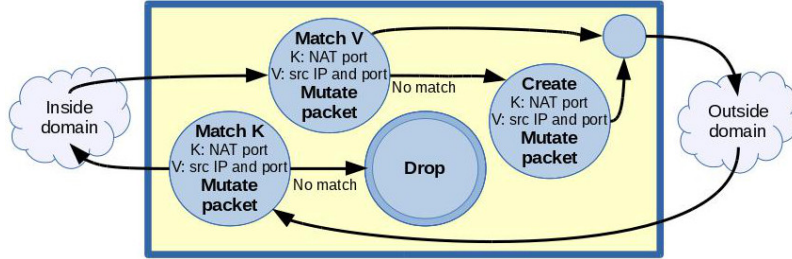 Inside
domain
Match V
K: NAT port
V: src IP and port
Mutate
packet
No match
Create
K: NAT port
V: src IP and port
Mutate
packet
Outside
domain
Match K
K: NAT port
V: src IP and port
Mutate
packet
No match
Drop